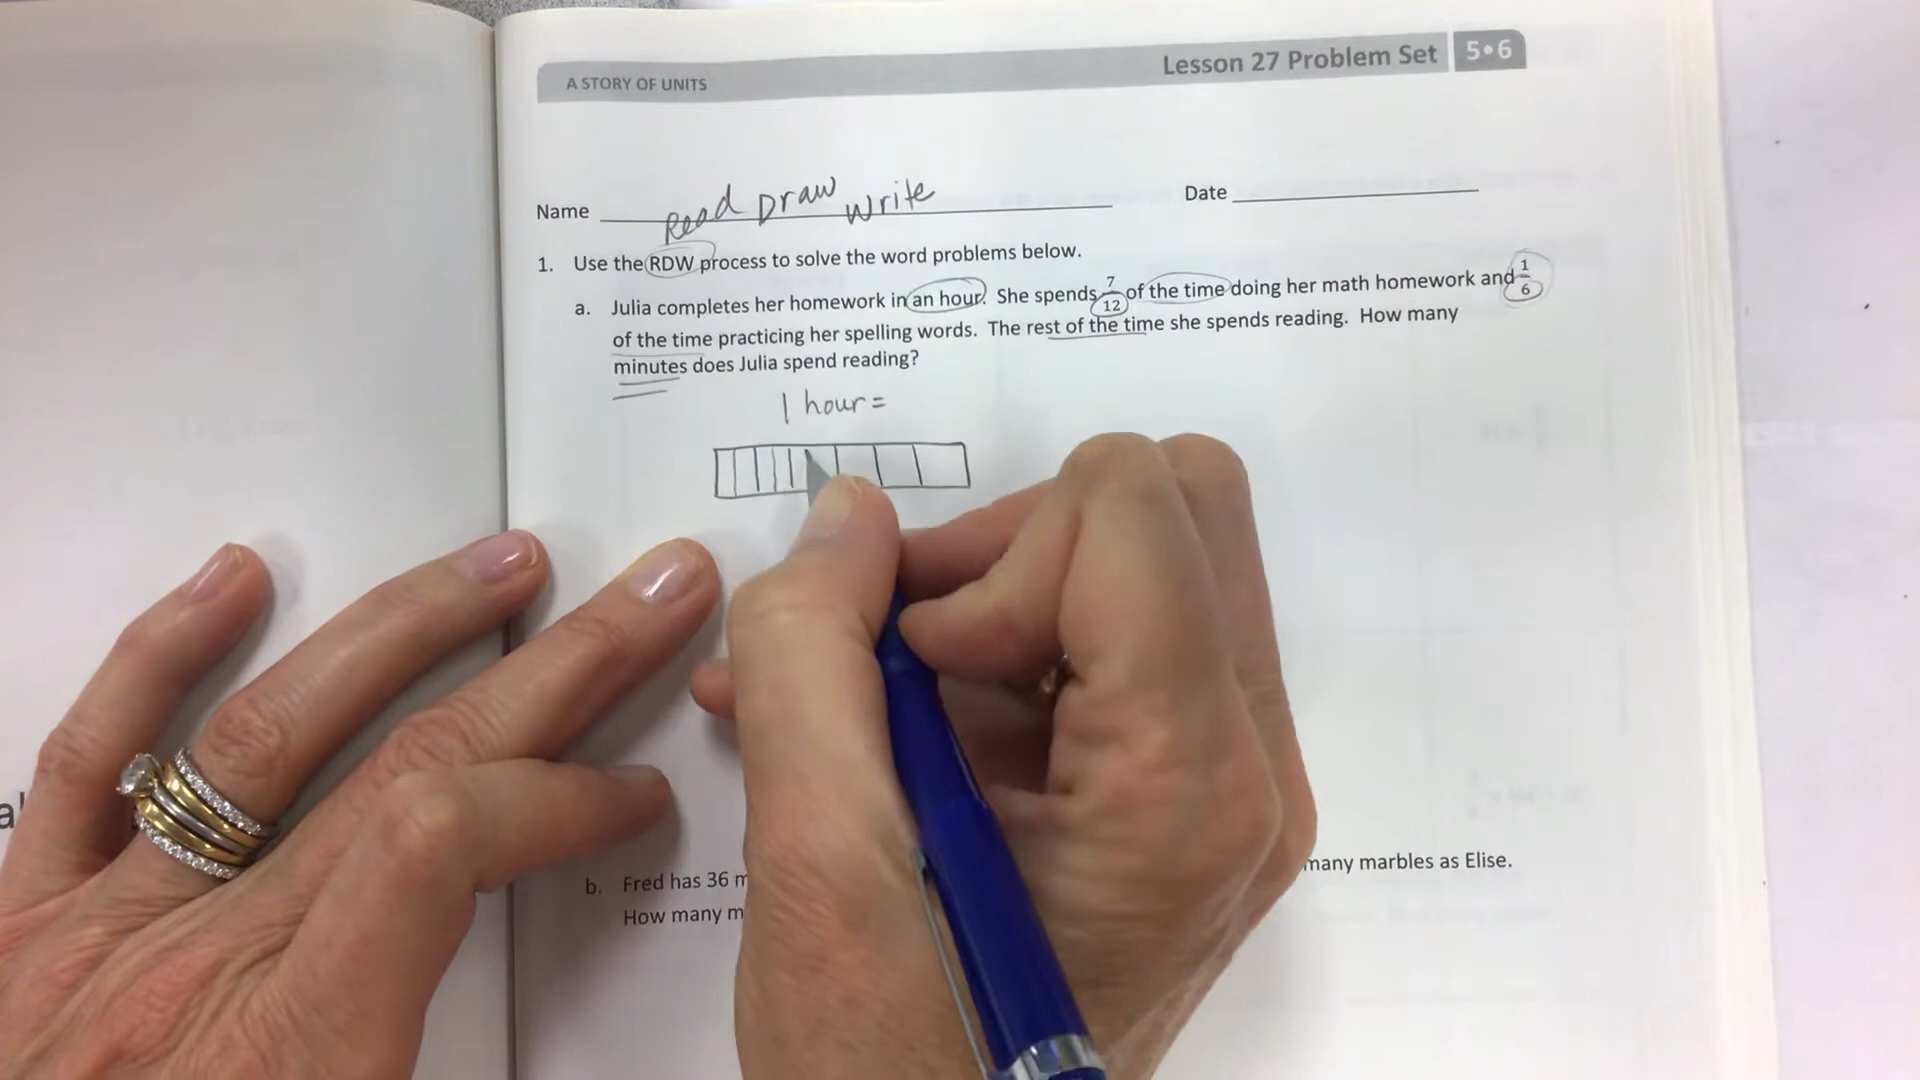 Lesson 27 Problem Set 5•6
A STORY OF UNITS
Name Read Draw Write Date
1. Use the RDW process to solve the word problems below.
a. Julia completes her homework in an hour. She spends 7/12 of the time doing her math homework and 1/6
of the time practicing her spelling words. The rest of the time she spends reading. How many
minutes does Julia spend reading?
1 hour =
b. Fred has 36 many marbles as Elise.
How many